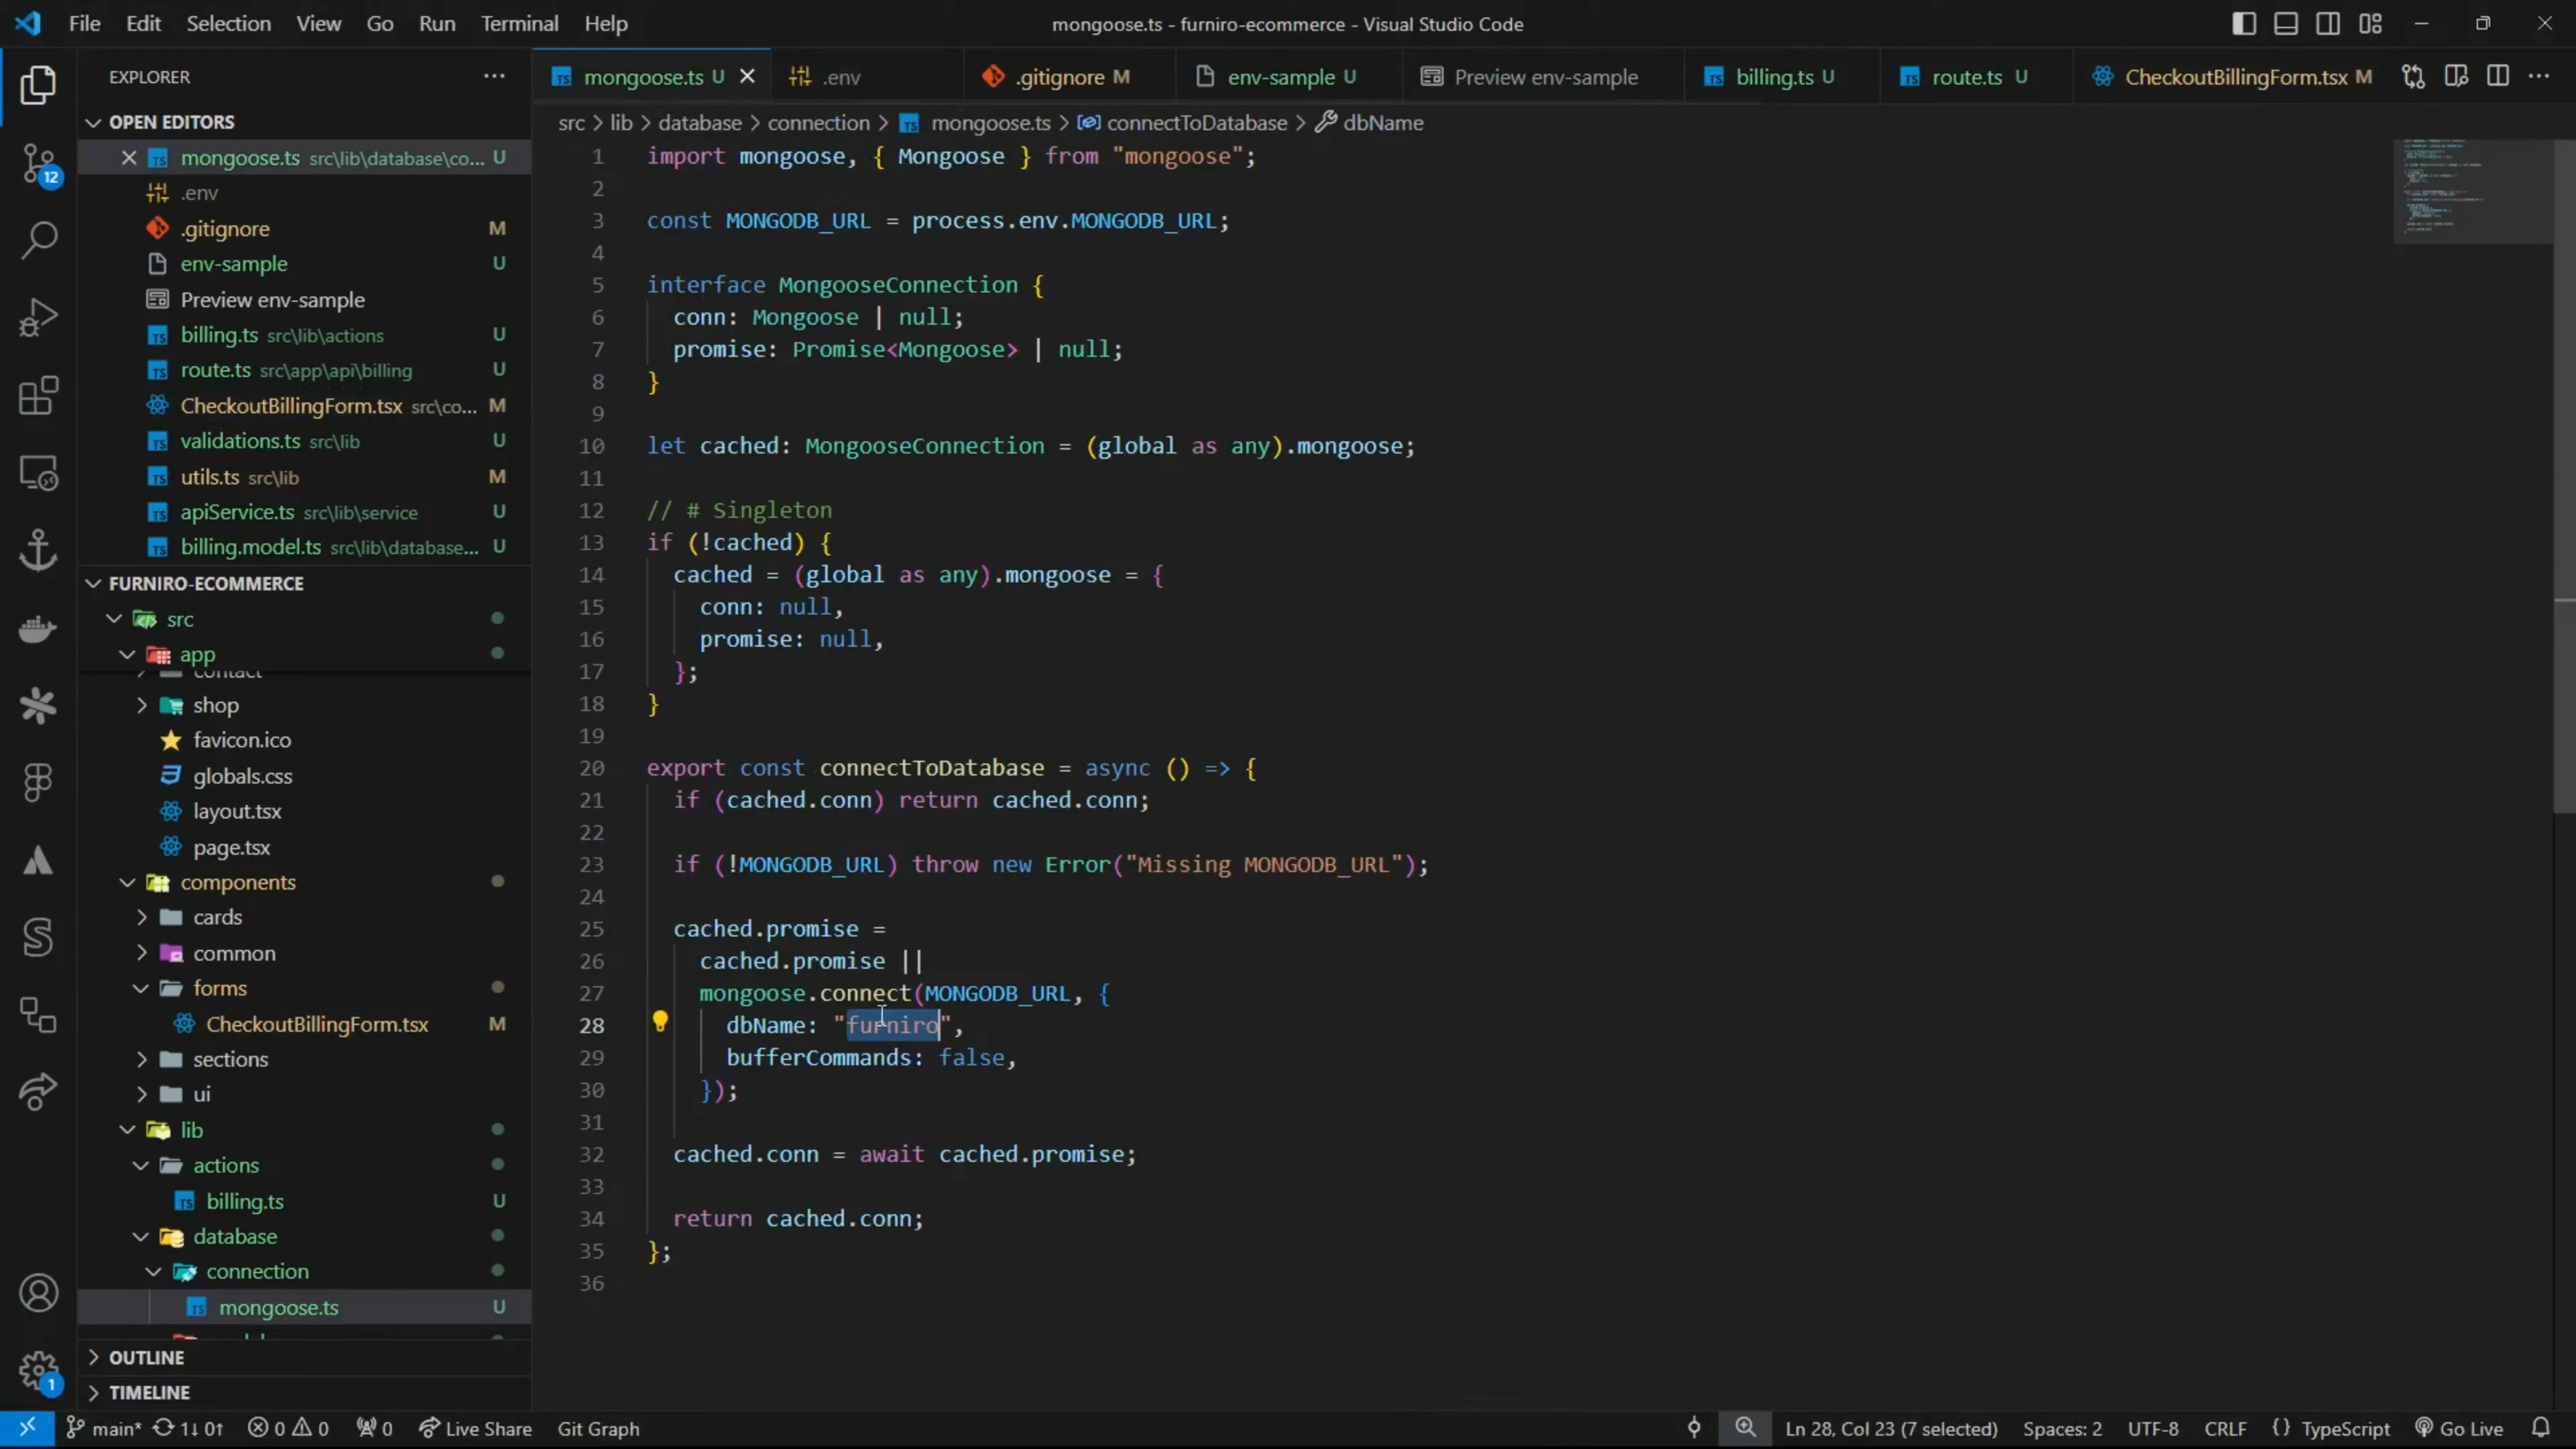 File Edit Selection View Go Run Terminal Help
mongoose.ts - furniro-ecommerce - Visual Studio Code
EXPLORER
mongoose.ts U
.env
.gitignore M
env-sample U
Preview env-sample
billing.ts U
route.ts U
CheckoutBillingForm.tsx M
src > lib > database > connection > mongoose.ts > connectToDatabase > dbName
OPEN EDITORS
mongoose.ts src\lib\database\co... U
.env
.gitignore M
env-sample U
Preview env-sample
billing.ts src\lib\actions U
route.ts src\app\api\billing U
CheckoutBillingForm.tsx src\co... M
validations.ts src\lib U
utils.ts src\lib M
apiService.ts src\lib\service U
billing.model.ts src\lib\database... U
FURNIRO-ECOMMERCE
src
app
contact
shop
favicon.ico
globals.css
layout.tsx
page.tsx
components
cards
common
forms
CheckoutBillingForm.tsx M
sections
ui
lib
actions
billing.ts U
database
connection
mongoose.ts U
OUTLINE
TIMELINE
12
1
1 import mongoose, { Mongoose } from "mongoose";
2
3 const MONGODB_URL = process.env.MONGODB_URL;
4
5 interface MongooseConnection {
6 conn: Mongoose | null;
7 promise: Promise<Mongoose> | null;
8 }
9
10 let cached: MongooseConnection = (global as any).mongoose;
11
12 // # Singleton
13 if (!cached) {
14 cached = (global as any).mongoose = {
15 conn: null,
16 promise: null,
17 };
18 }
19
20 export const connectToDatabase = async () => {
21 if (cached.conn) return cached.conn;
22
23 if (!MONGODB_URL) throw new Error("Missing MONGODB_URL");
24
25 cached.promise =
26 cached.promise ||
27 mongoose.connect(MONGODB_URL, {
28 dbName: "furniro",
29 bufferCommands: false,
30 });
31
32 cached.conn = await cached.promise;
33
34 return cached.conn;
35 };
36
main* 1↓ 0↑ 0 0 0 Live Share Git Graph
Ln 28, Col 23 (7 selected) Spaces: 2 UTF-8 CRLF {} TypeScript Go Live